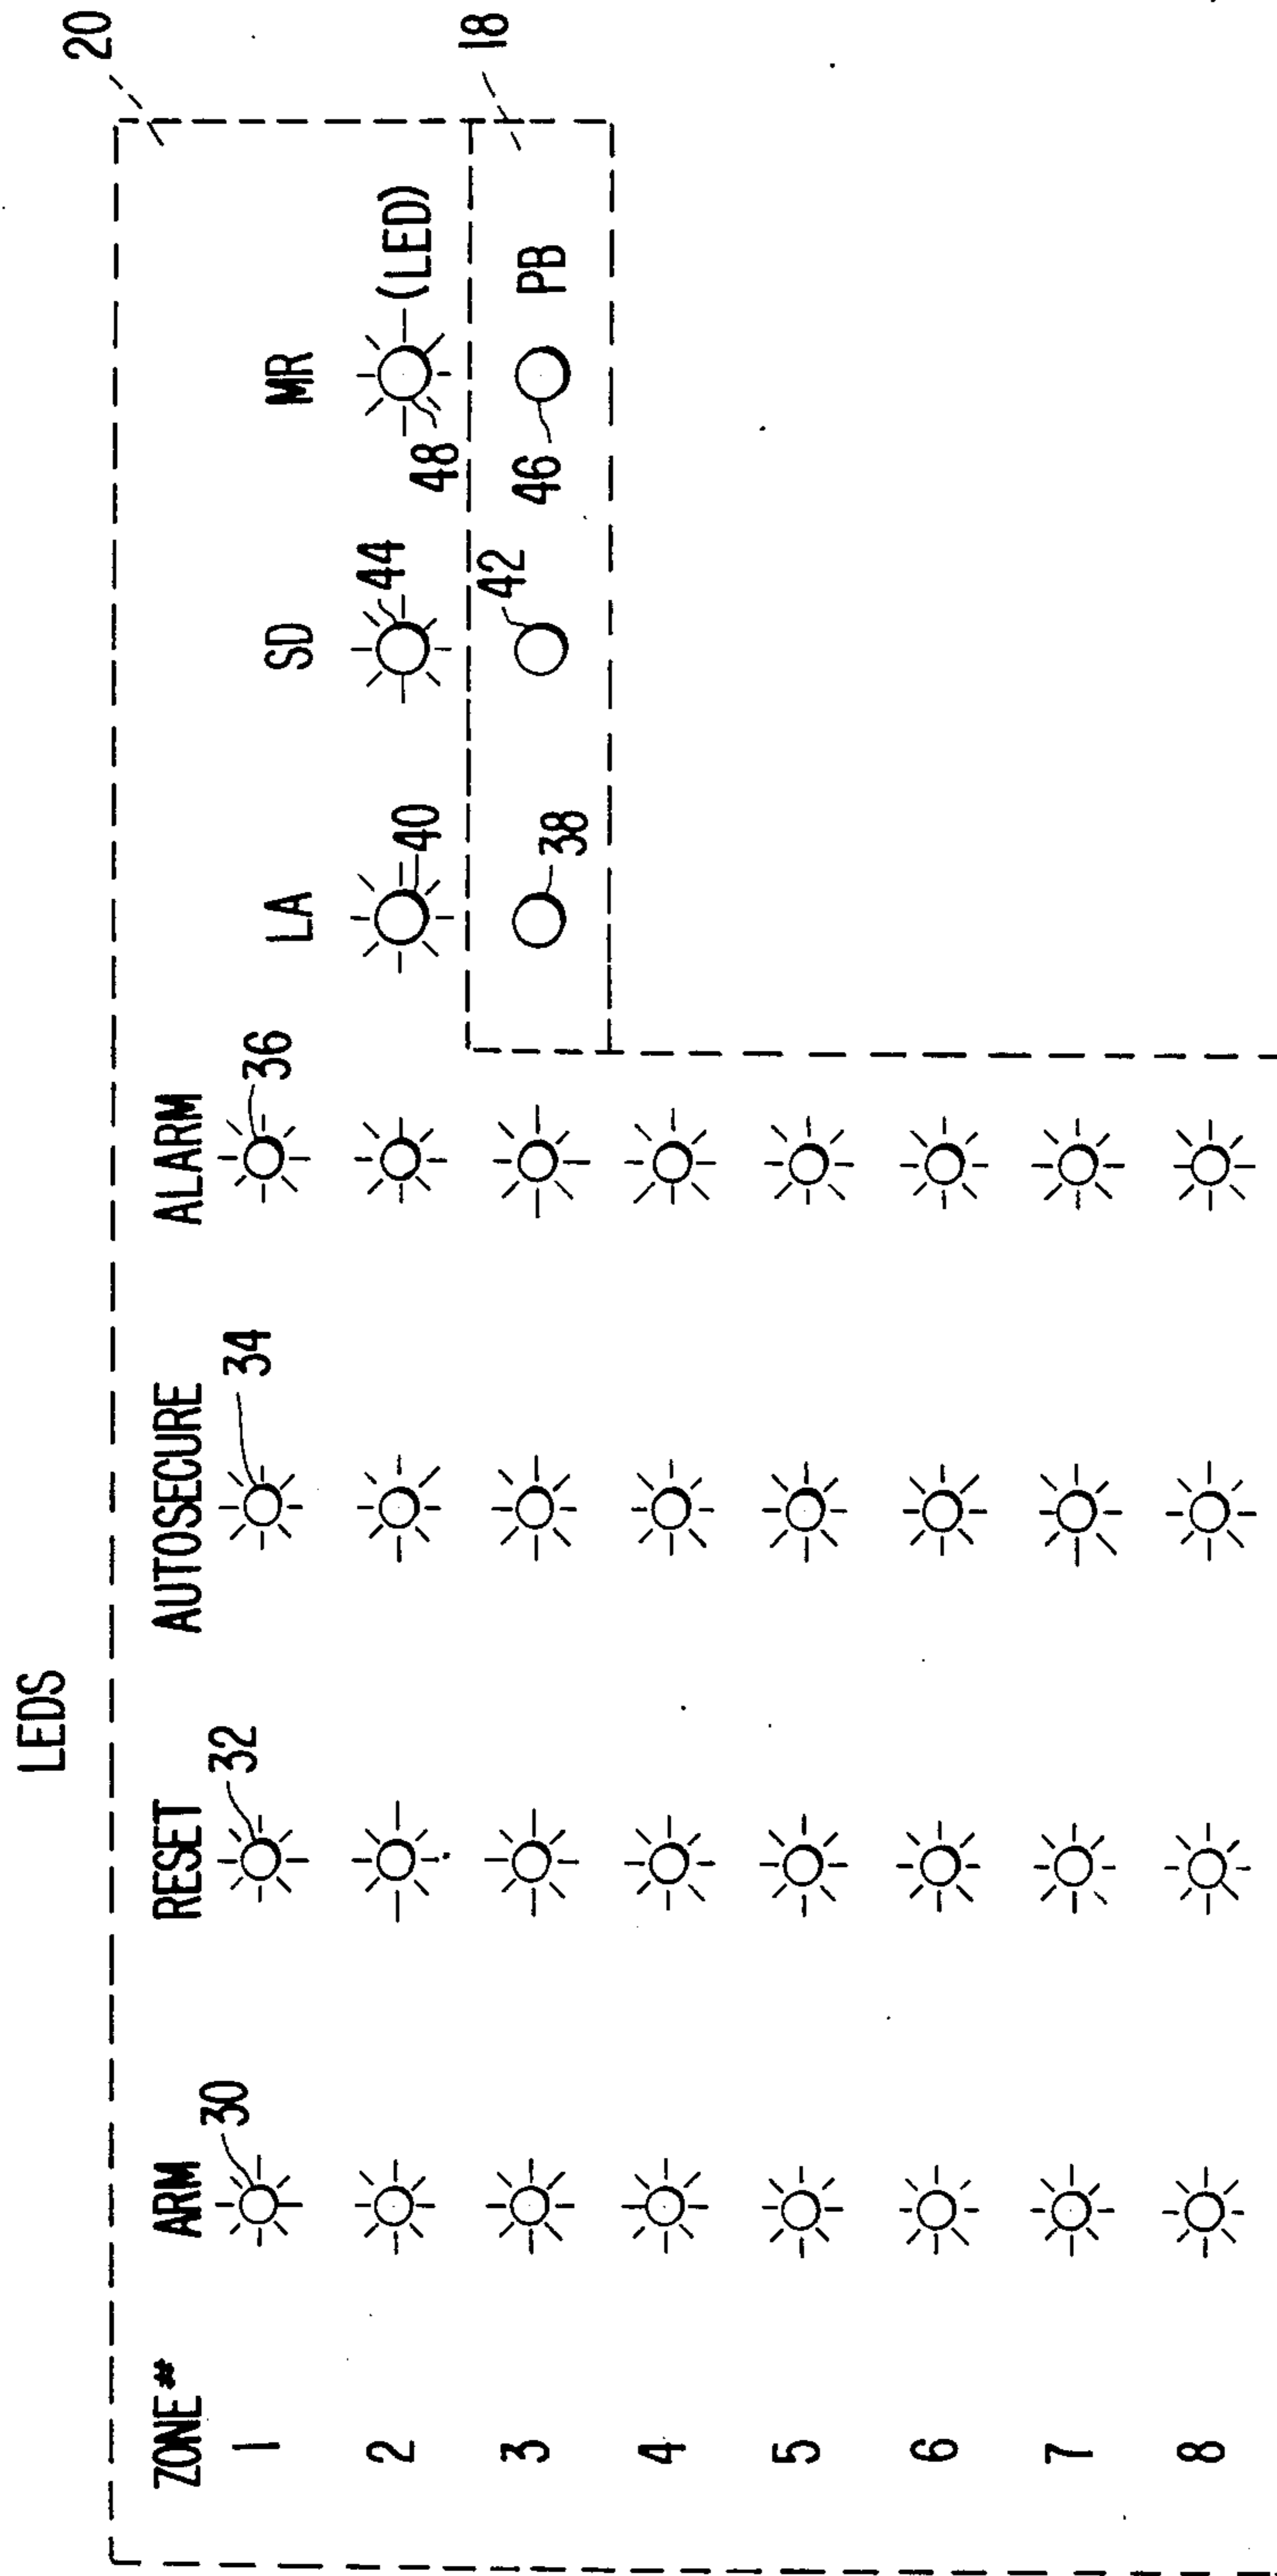 LEDS
20
ZONE # ARM RESET AUTOSECURE ALARM
30 32 34 36
LA SD MR
1
2
40 44 48 (LED)
18
3
38 42 46 PB
4
5
6
7
8